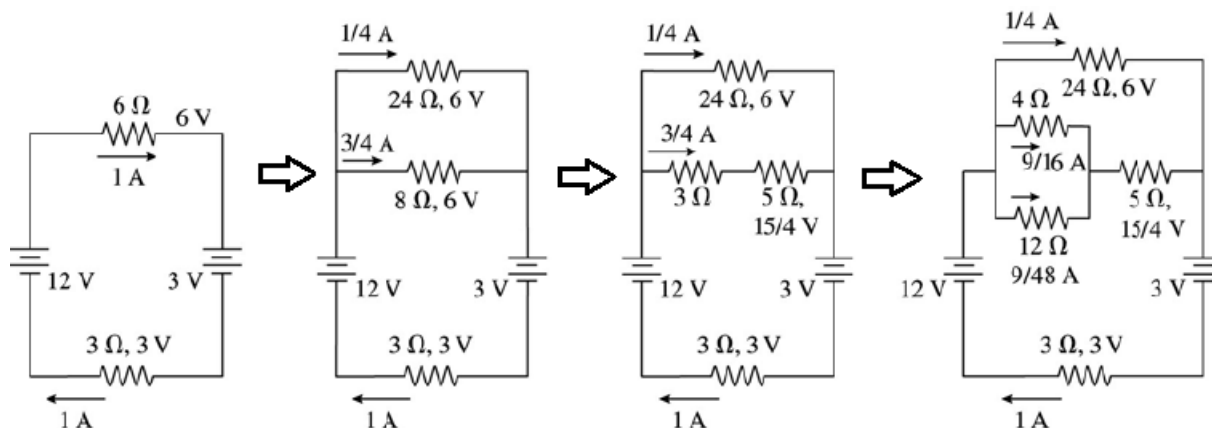 6 Ω
6 V
1 A
12 V
3 V
3 Ω, 3 V
1 A
1/4 A
24 Ω, 6 V
3/4 A
8 Ω, 6 V
12 V
3 V
3 Ω, 3 V
1 A
1/4 A
24 Ω, 6 V
3/4 A
3 Ω
5 Ω,
15/4 V
12 V
3 V
3 Ω, 3 V
1 A
1/4 A
24 Ω, 6 V
4 Ω
9/16 A
5 Ω,
15/4 V
12 Ω
9/48 A
12 V
3 V
3 Ω, 3 V
1 A